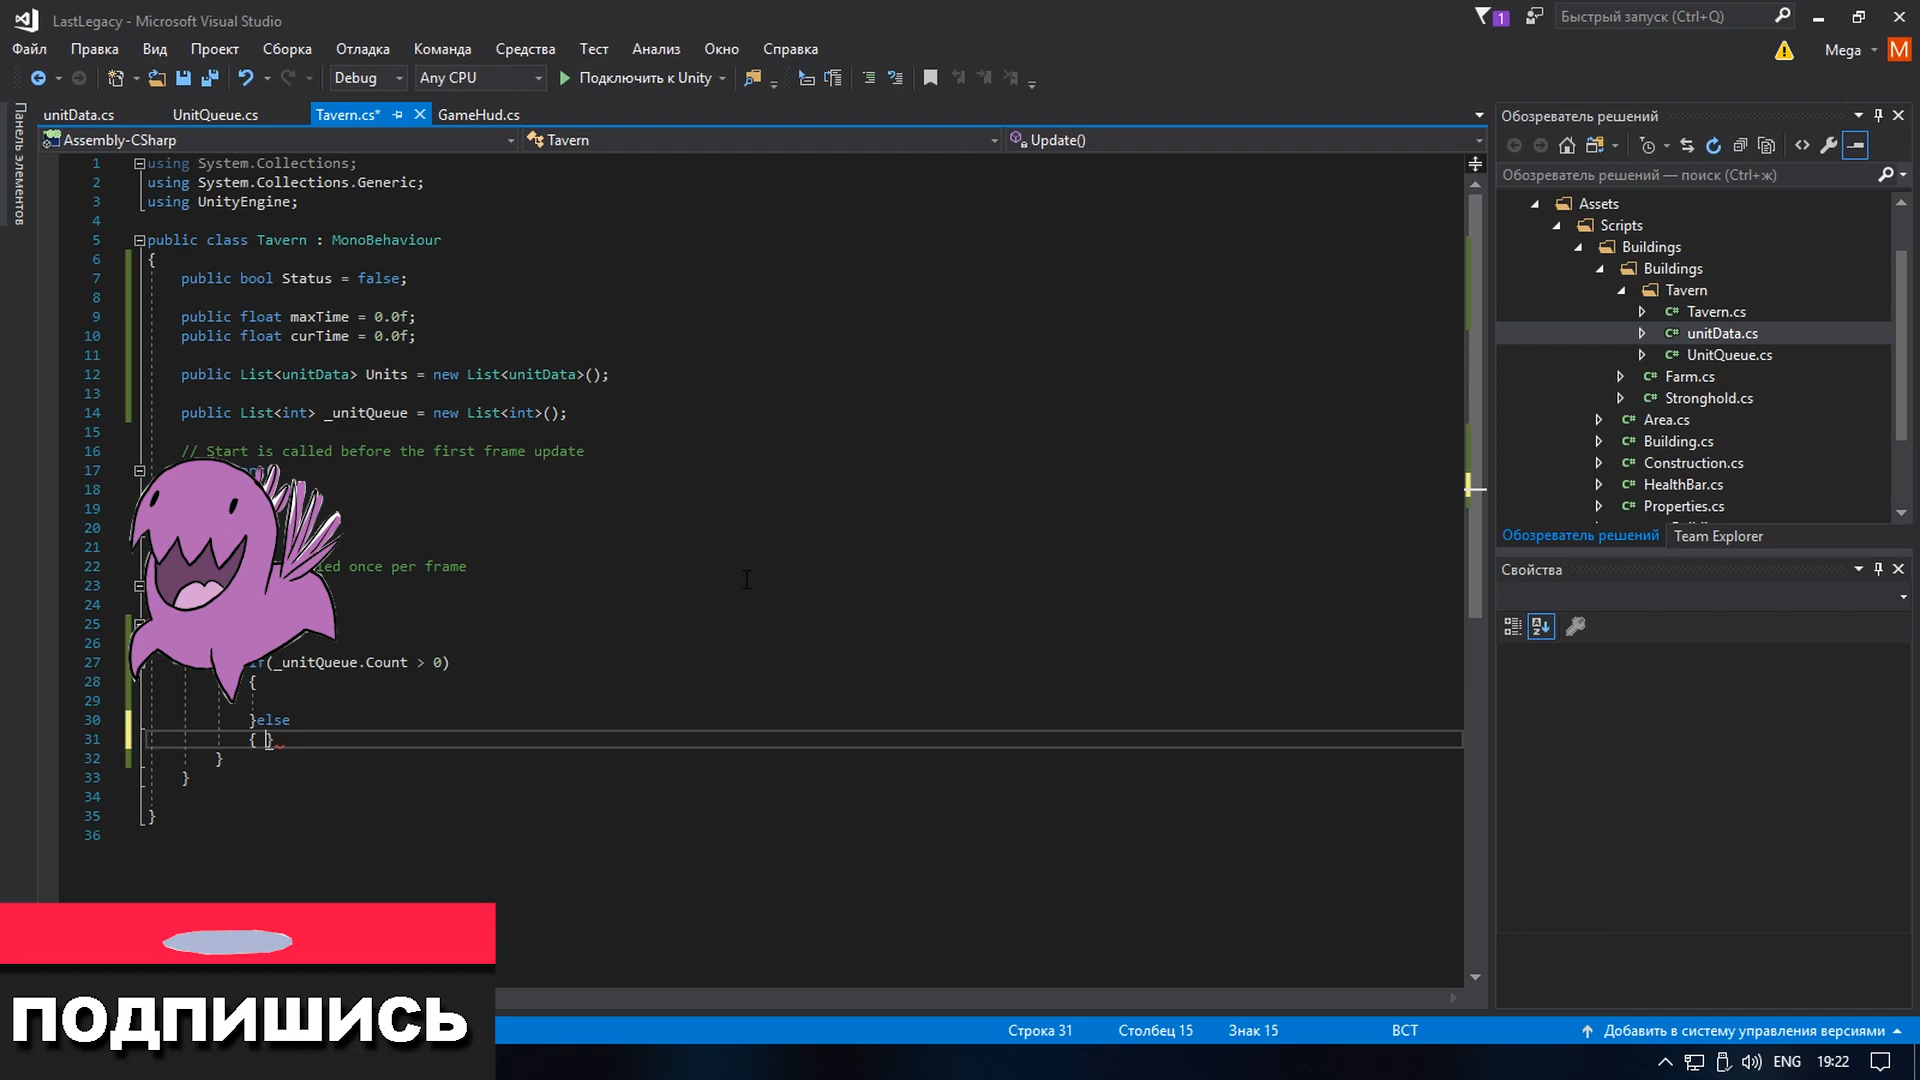 LastLegacy - Microsoft Visual Studio
1
Быстрый запуск (Ctrl+Q)
Файл Правка Вид Проект Сборка Отладка Команда Средства Тест Анализ Окно Справка
Mega M
Debug Any CPU Подключить к Unity
Панель элементов
unitData.cs UnitQueue.cs Tavern.cs* GameHud.cs
Assembly-CSharp Tavern Update()
1 using System.Collections;
2 using System.Collections.Generic;
3 using UnityEngine;
4
5 public class Tavern : MonoBehaviour
6 {
7 public bool Status = false;
8
9 public float maxTime = 0.0f;
10 public float curTime = 0.0f;
11
12 public List<unitData> Units = new List<unitData>();
13
14 public List<int> _unitQueue = new List<int>();
15
16 // Start is called before the first frame update
17
18
19
20
21
22 once per frame
23
24
25
26
27 if(_unitQueue.Count > 0)
28 {
29
30 }else
31 { }
32 }
33 }
34
35 }
36
Обозреватель решений
Обозреватель решений — поиск (Ctrl+ж)
Assets
Scripts
Buildings
Buildings
Tavern
C# Tavern.cs
C# unitData.cs
C# UnitQueue.cs
C# Farm.cs
C# Stronghold.cs
C# Area.cs
C# Building.cs
C# Construction.cs
C# HealthBar.cs
C# Properties.cs
Обозреватель решений Team Explorer
Свойства
ПОДПИШИСЬ
Строка 31 Столбец 15 Знак 15 ВСТ Добавить в систему управления версиями
ENG 19:22